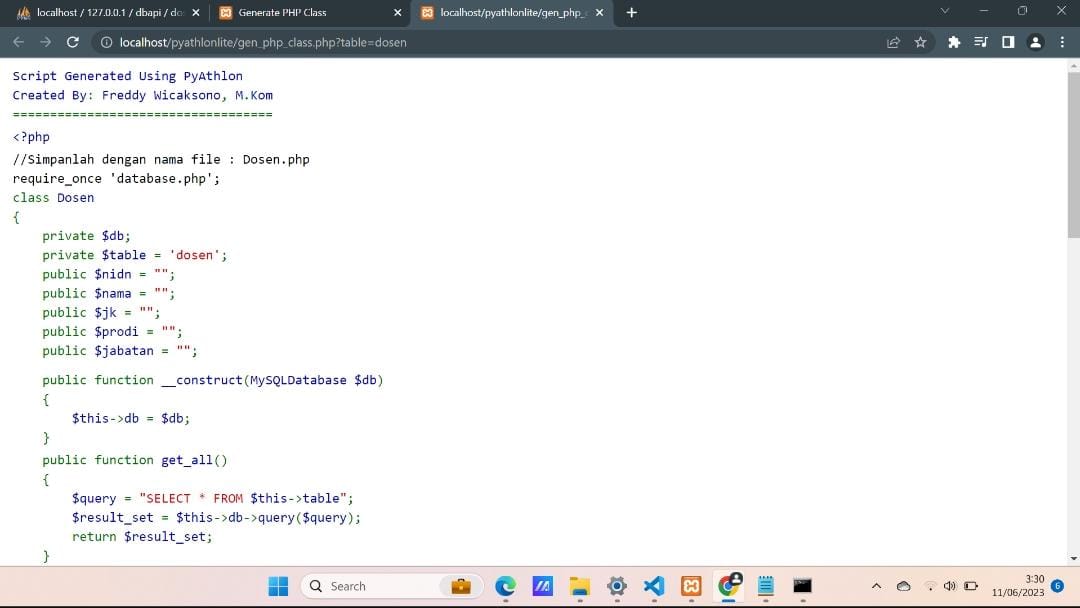 localhost / 127.0.0.1 / dbapi / do
Generate PHP Class
localhost/pyathlonlite/gen_php_
localhost/pyathlonlite/gen_php_class.php?table=dosen
Script Generated Using PyAthlon
Created By: Freddy Wicaksono, M.Kom
===================================
<?php
//Simpanlah dengan nama file : Dosen.php
require_once 'database.php';
class Dosen
{
    private $db;
    private $table = 'dosen';
    public $nidn = "";
    public $nama = "";
    public $jk = "";
    public $prodi = "";
    public $jabatan = "";
    public function __construct(MySQLDatabase $db)
    {
        $this->db = $db;
    }
    public function get_all()
    {
        $query = "SELECT * FROM $this->table";
        $result_set = $this->db->query($query);
        return $result_set;
    }
Search
3:30
11/06/2023
6